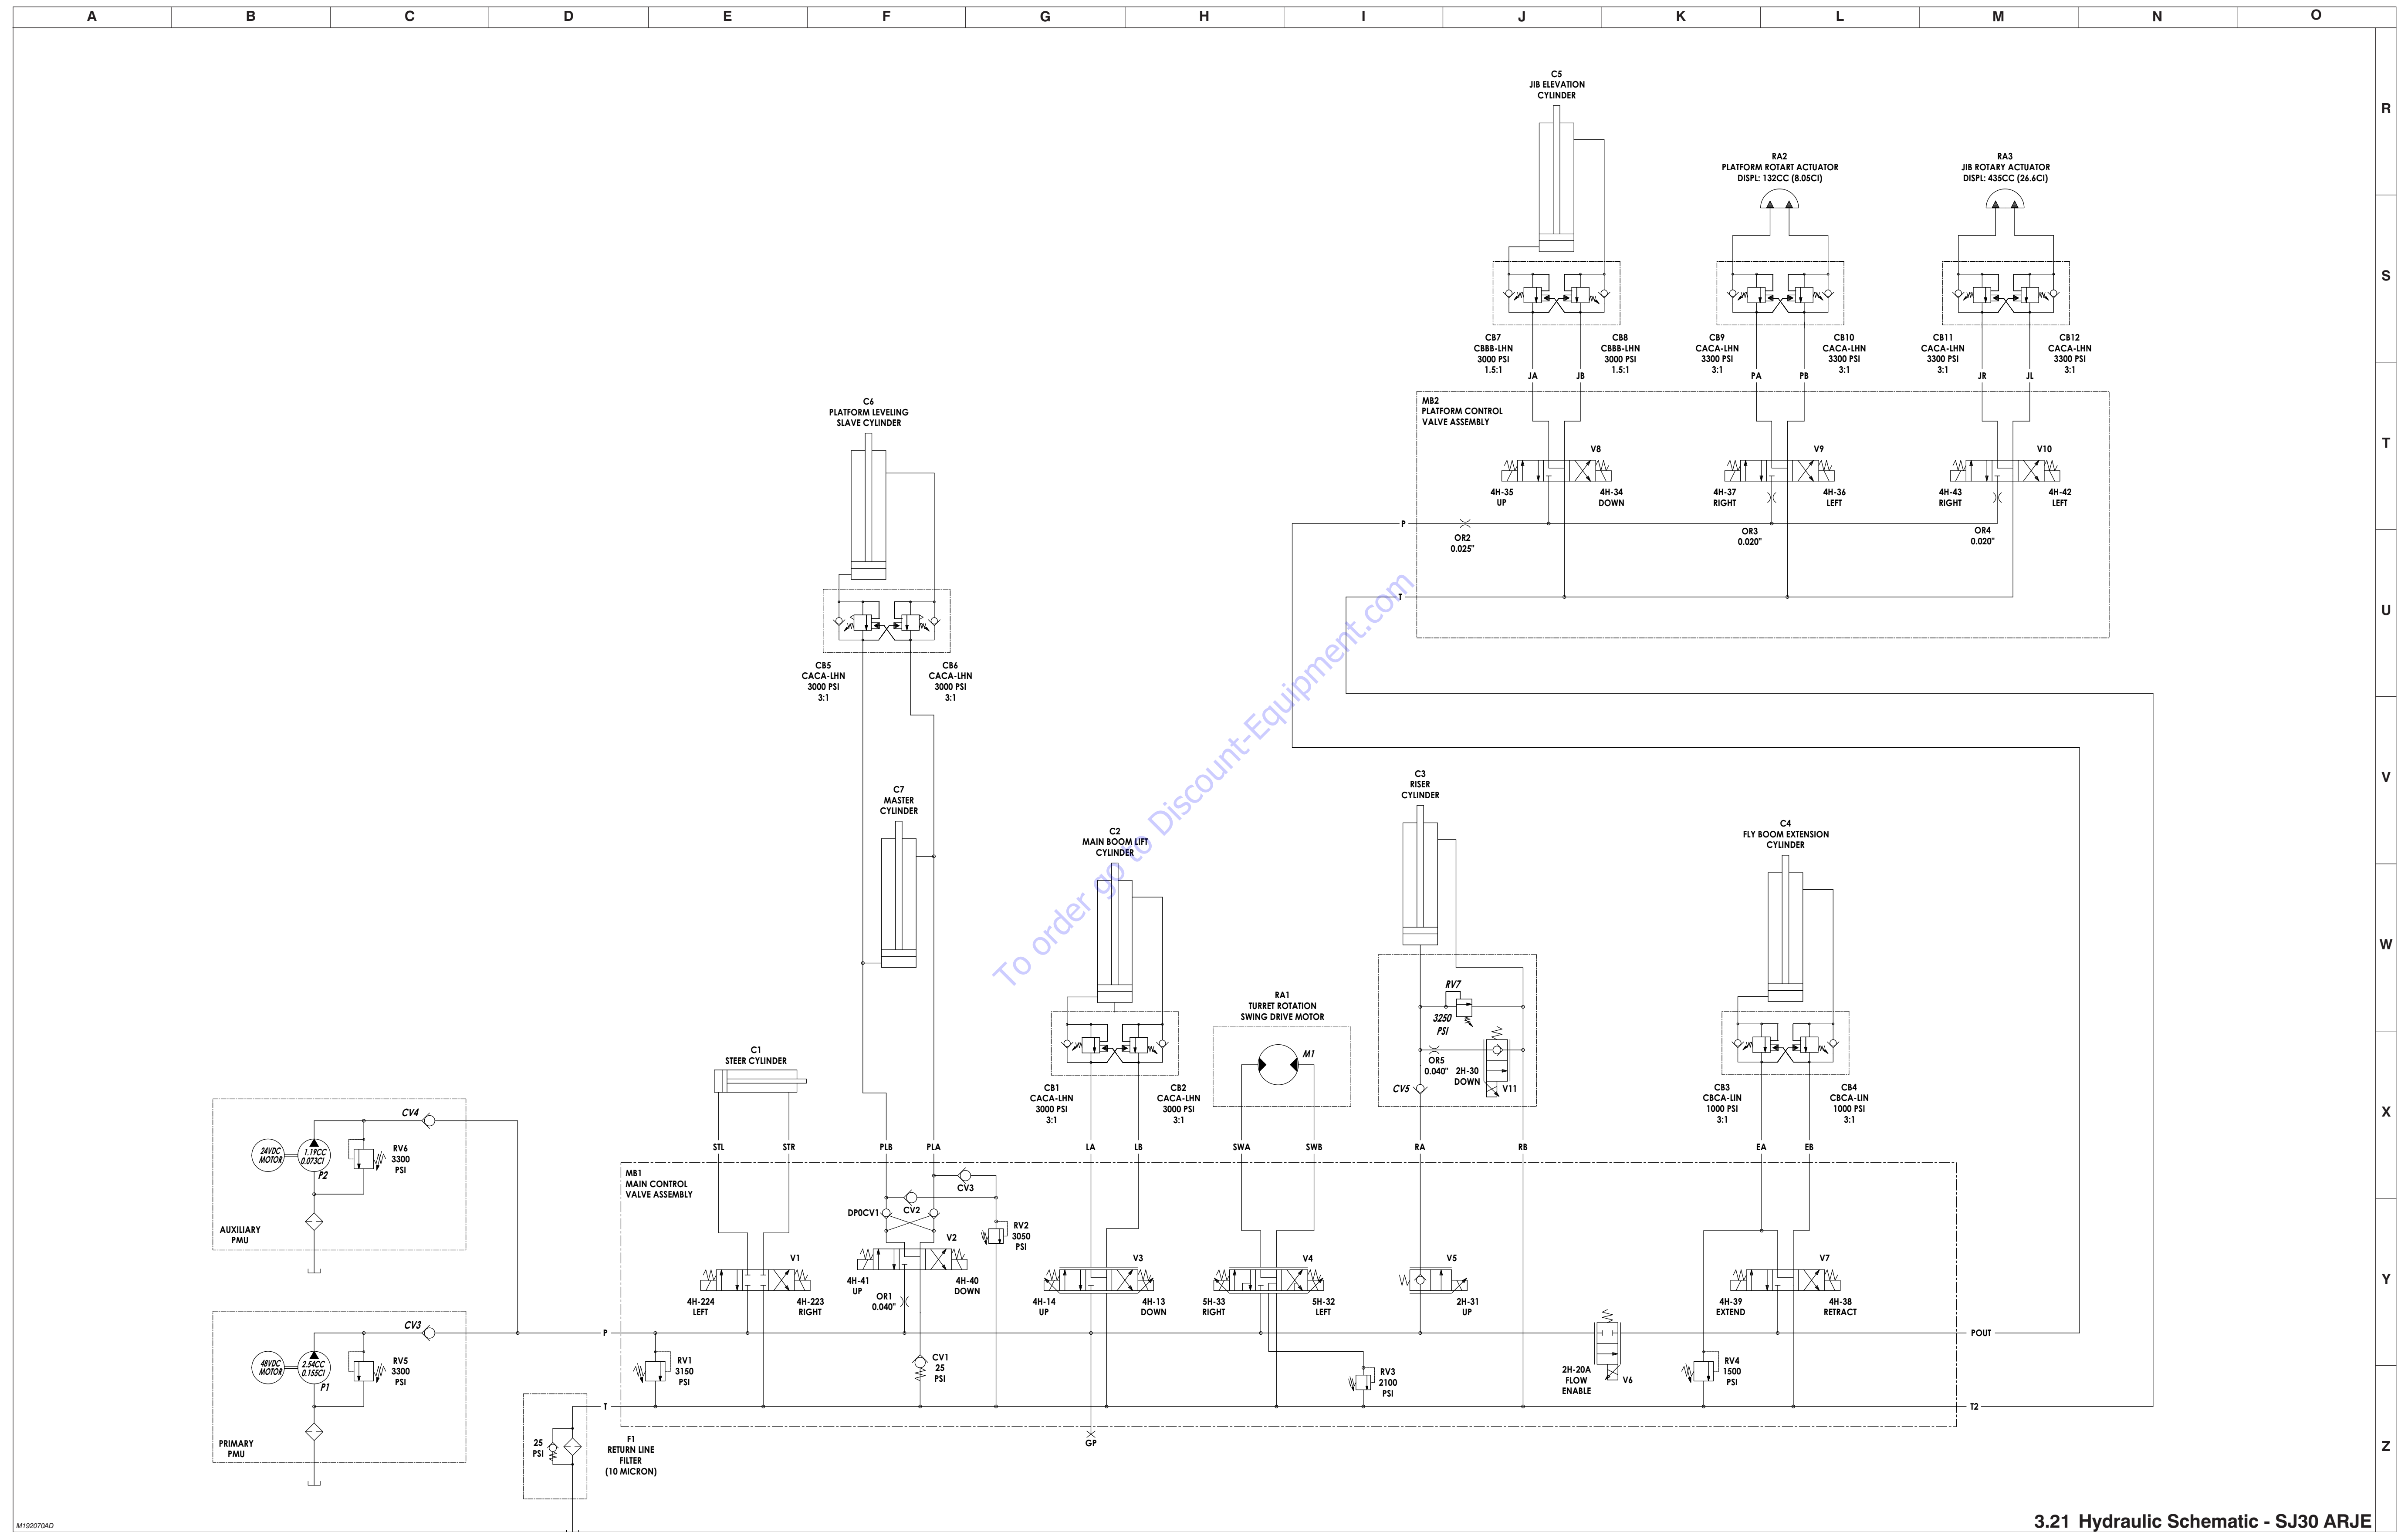 A B C D E F G H I J K L M N O
R
S
T
U
V
W
X
Y
Z
C5
JIB ELEVATION
CYLINDER
RA2
PLATFORM ROTART ACTUATOR
DISPL: 132CC (8.05CI)
RA3
JIB ROTARY ACTUATOR
DISPL: 435CC (26.6CI)
CB7
CBBB-LHN
3000 PSI
1.5:1
CB8
CBBB-LHN
3000 PSI
1.5:1
CB9
CACA-LHN
3300 PSI
3:1
CB10
CACA-LHN
3300 PSI
3:1
CB11
CACA-LHN
3300 PSI
3:1
CB12
CACA-LHN
3300 PSI
3:1
JA JB PA PB JR JL
MB2
PLATFORM CONTROL
VALVE ASSEMBLY
V8
4H-35
UP
4H-34
DOWN
V9
4H-37
RIGHT
4H-36
LEFT
V10
4H-43
RIGHT
4H-42
LEFT
P
OR2
0.025"
OR3
0.020"
OR4
0.020"
T
C6
PLATFORM LEVELING
SLAVE CYLINDER
CB5
CACA-LHN
3000 PSI
3:1
CB6
CACA-LHN
3000 PSI
3:1
C7
MASTER
CYLINDER
C2
MAIN BOOM LIFT
CYLINDER
C3
RISER
CYLINDER
C4
FLY BOOM EXTENSION
CYLINDER
RA1
TURRET ROTATION
SWING DRIVE MOTOR
M1
RV7
3250
PSI
OR5
0.040"
2H-30
DOWN
V11
CV5
C1
STEER CYLINDER
CB1
CACA-LHN
3000 PSI
3:1
CB2
CACA-LHN
3000 PSI
3:1
CB3
CBCA-LIN
1000 PSI
3:1
CB4
CBCA-LIN
1000 PSI
3:1
STL STR PLB PLA LA LB SWA SWB RA RB EA EB
CV4
24VDC
MOTOR
1.19CC
0.073CI
P2
RV6
3300
PSI
AUXILIARY
PMU
CV3
48VDC
MOTOR
2.54CC
0.155CI
P1
RV5
3300
PSI
PRIMARY
PMU
MB1
MAIN CONTROL
VALVE ASSEMBLY
CV3
CV2
DPOCV1
RV2
3050
PSI
V1
4H-224
LEFT
4H-223
RIGHT
V2
4H-41
UP
4H-40
DOWN
OR1
0.040"
V3
4H-14
UP
4H-13
DOWN
V4
5H-33
RIGHT
5H-32
LEFT
V5
2H-31
UP
V7
4H-39
EXTEND
4H-38
RETRACT
P
POUT
RV1
3150
PSI
CV1
25
PSI
RV3
2100
PSI
2H-20A
FLOW
ENABLE
V6
RV4
1500
PSI
T
T2
GP
25
PSI
F1
RETURN LINE
FILTER
(10 MICRON)
To order go to Discount-Equipment.com
M192070AD
3.21 Hydraulic Schematic - SJ30 ARJE